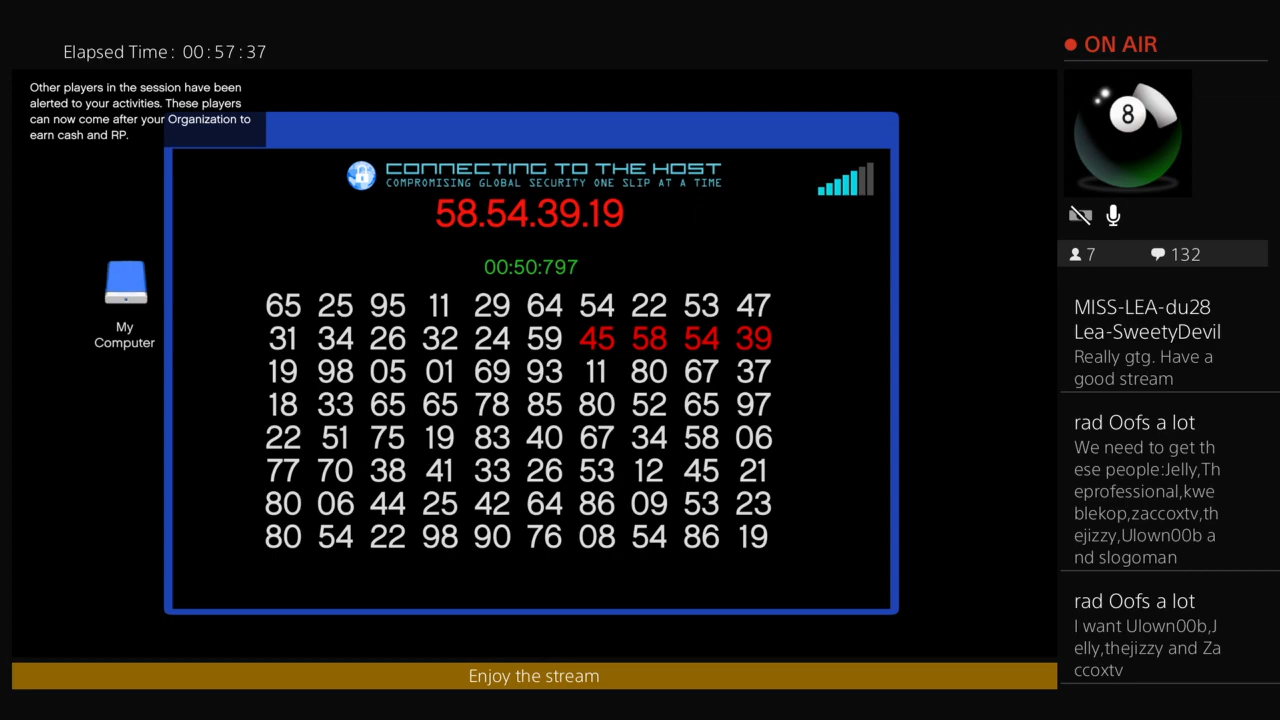 Elapsed Time: 00:57:37
ON AIR
Other players in the session have been
alerted to your activities. These players
can now come after your Organization to
earn cash and RP.
8
CONNECTING TO THE HOST
COMPROMISING GLOBAL SECURITY ONE SLIP AT A TIME
58.54.39.19
00:50:797
65 25 95 11 29 64 54 22 53 47
31 34 26 32 24 59 45 58 54 39
19 98 05 01 69 93 11 80 67 37
18 33 65 65 78 85 80 52 65 97
22 51 75 19 83 40 67 34 58 06
77 70 38 41 33 26 53 12 45 21
80 06 44 25 42 64 86 09 53 23
80 54 22 98 90 76 08 54 86 19
My
Computer
Enjoy the stream
7 132
MISS-LEA-du28
Lea-SweetyDevil
Really gtg. Have a
good stream
rad Oofs a lot
We need to get th
ese people:Jelly,Th
eprofessional,kwe
blekop,zaccoxtv,th
ejizzy,Ulown00b a
nd slogoman
rad Oofs a lot
I want Ulown00b,J
elly,thejizzy and Za
ccoxtv